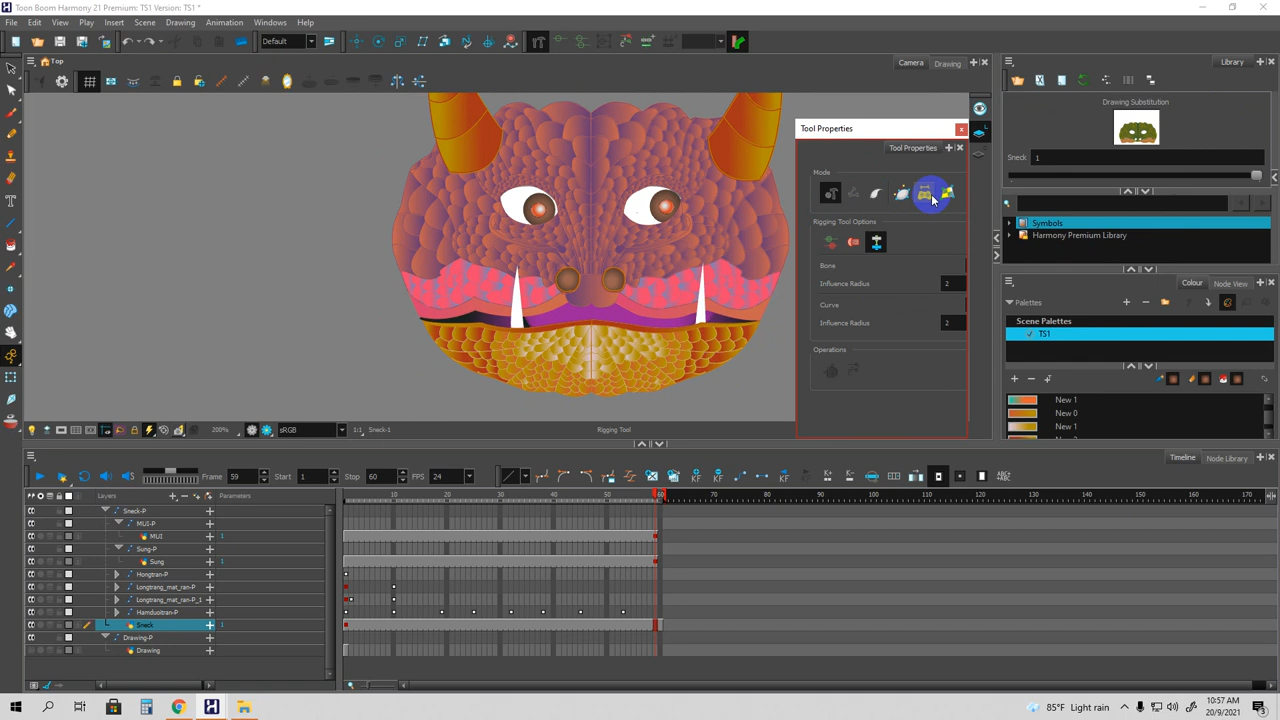 Toon Boom Harmony 21 Premium: TS1 Version: TS1 *
File Edit View Play Insert Scene Drawing Animation Windows Help
Default
Top
Camera
Drawing
Library
Tool Properties
Tool Properties
Mode
Rigging Tool Options
Bone
Influence Radius 2
Curve
Influence Radius 2
Operations
Drawing Substitution
Sneck 1
Symbols
Harmony Premium Library
Colour Node View
Palettes
Scene Palettes
TS1
New 1
New 0
New 1
200% sRGB 1:1 Sneck-1 Rigging Tool
Timeline Node Library
Frame 59 Start 1 Stop 60 FPS 24
Layers Parameters
10 20 30 40 50 60 70 80 90 100 110 120 130 140 150 160 170
Sneck-P
MUI-P
MUI 1
Sung-P
Sung 1
Hongtran-P
Longtrang_mat_ran-P
Longtrang_mat_ran-P_1
Hamduoitran-P
Sneck 1
Drawing-P
Drawing
85°F Light rain
10:57 AM
20/9/2021